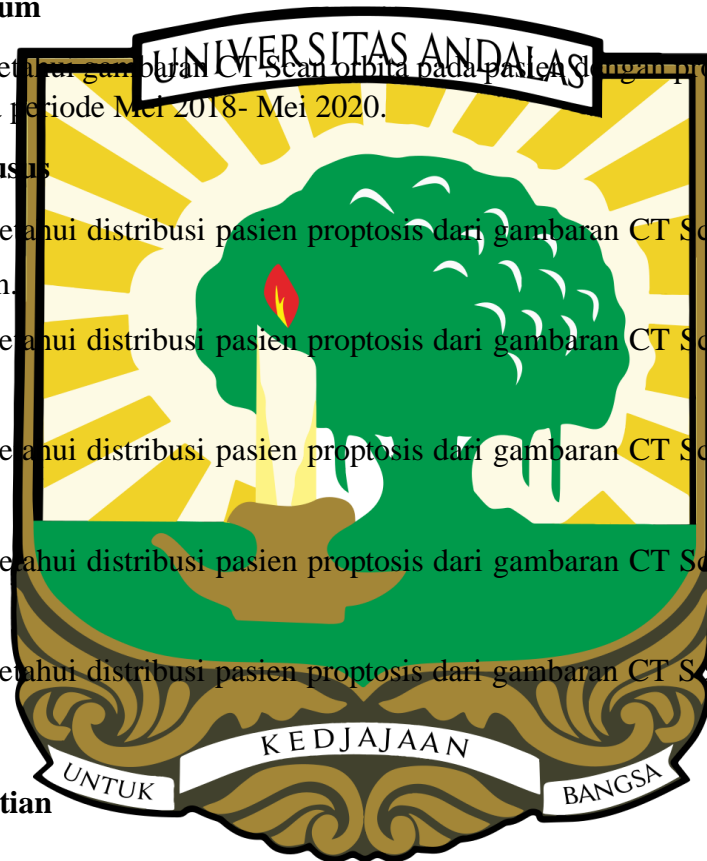 um
UNIVERSITAS ANDALAS
etahui gambaran CT Scan orbita pada pasien dengan pro
periode Mei 2018- Mei 2020.
usus
etahui distribusi pasien proptosis dari gambaran CT Sc
n.
etahui distribusi pasien proptosis dari gambaran CT Sc
etahui distribusi pasien proptosis dari gambaran CT Sc
etahui distribusi pasien proptosis dari gambaran CT Sc
etahui distribusi pasien proptosis dari gambaran CT S
UNTUK KEDJAJAAN BANGSA
tian